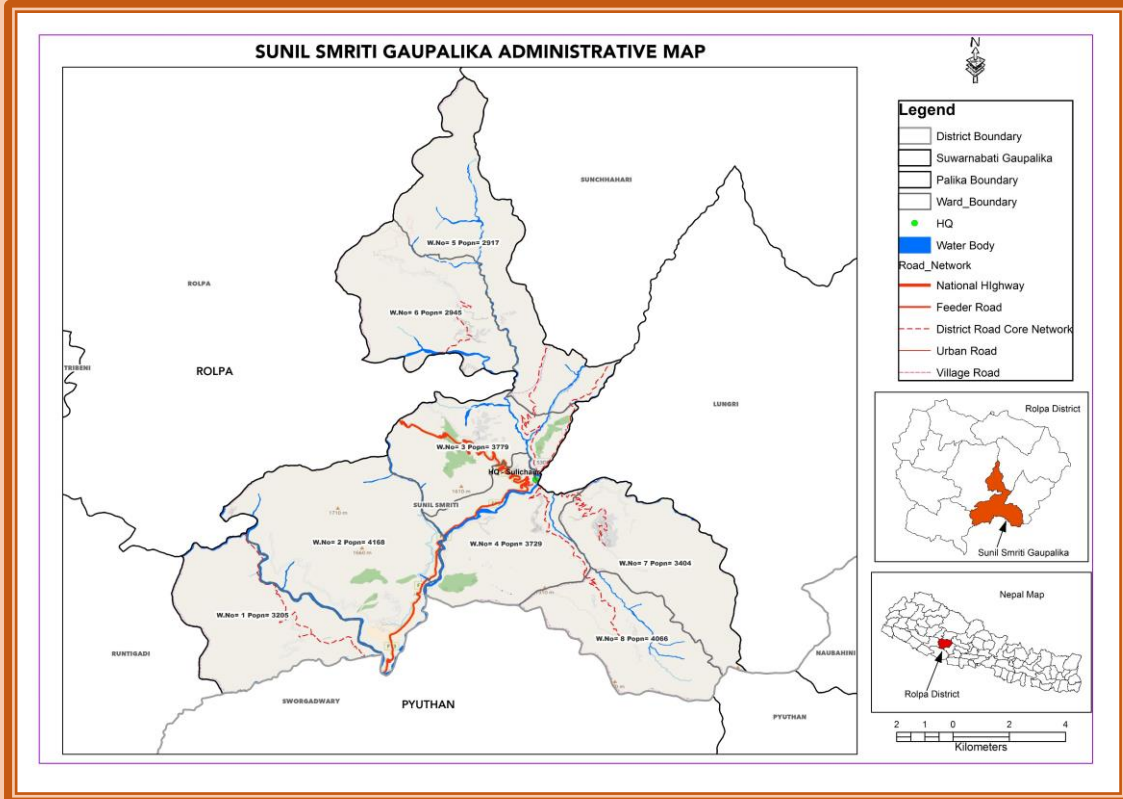 SUNIL SMRITI GAUPALIKA ADMINISTRATIVE MAP
N
SUNCHHAHARI
W.No= 5 Popn= 2917
ROLPA
W.No= 6 Popn= 2945
TRIBENI
ROLPA
LUNGRI
W.No= 3 Popn= 3779
HQ - Sulichaur
1610 m
SUNIL SMRITI
1710 m
W.No= 2 Popn= 4168
W.No= 4 Popn= 3729
W.No= 7 Popn= 3404
W.No= 1 Popn= 3205
W.No= 8 Popn= 4066
RUNTIGADI
NAUBAHINI
SWORGADWARY
PYUTHAN
PYUTHAN
Legend
District Boundary
Suwarnabati Gaupalika
Palika Boundary
Ward_Boundary
HQ
Water Body
Road_Network
National HIghway
Feeder Road
District Road Core Network
Urban Road
Village Road
Rolpa District
Sunil Smriti Gaupalika
Nepal Map
Rolpa District
2 1 0 2 4
Kilometers